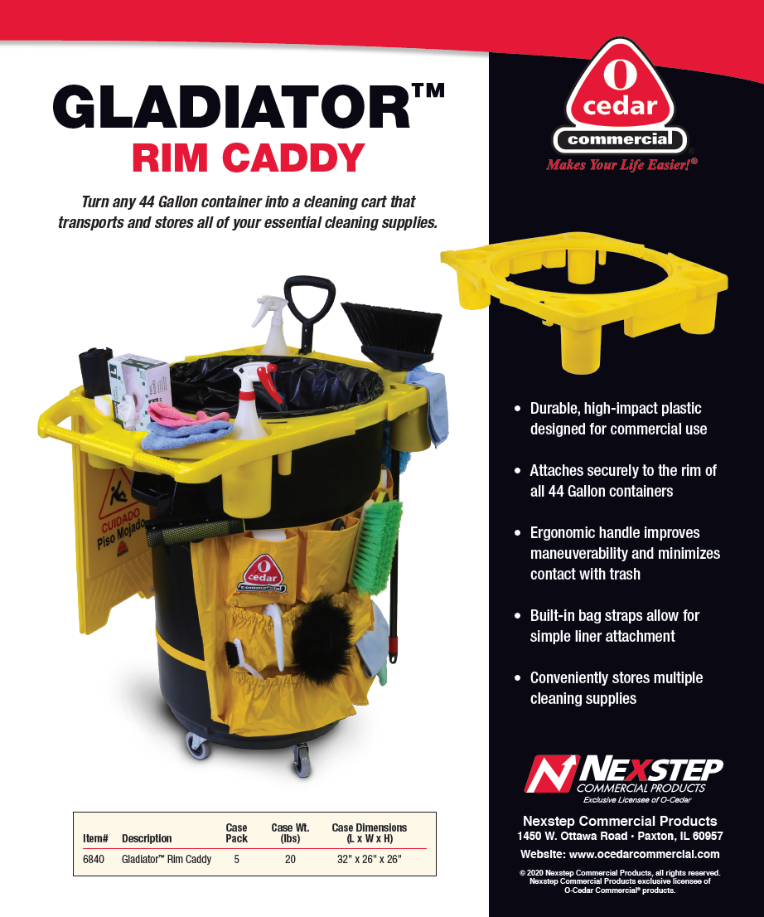 GLADIATOR™
RIM CADDY
Turn any 44 Gallon container into a cleaning cart that
transports and stores all of your essential cleaning supplies.
O
cedar
commercial
Makes Your Life Easier!®
CUIDADO
Piso Mojado
O
cedar
commercial
• Durable, high-impact plastic
designed for commercial use
• Attaches securely to the rim of
all 44 Gallon containers
• Ergonomic handle improves
maneuverability and minimizes
contact with trash
• Built-in bag straps allow for
simple liner attachment
• Conveniently stores multiple
cleaning supplies
NEXSTEP
COMMERCIAL PRODUCTS
Exclusive Licensee of O-Cedar
Nexstep Commercial Products
1450 W. Ottawa Road · Paxton, IL 60957
Website: www.ocedarcommercial.com
© 2020 Nexstep Commercial Products, all rights reserved.
Nexstep Commercial Products exclusive licensee of
O-Cedar Commercial® products.
Item# Description Case Pack Case Wt. (lbs) Case Dimensions (L x W x H)
6840 Gladiator™ Rim Caddy 5 20 32" x 26" x 26"